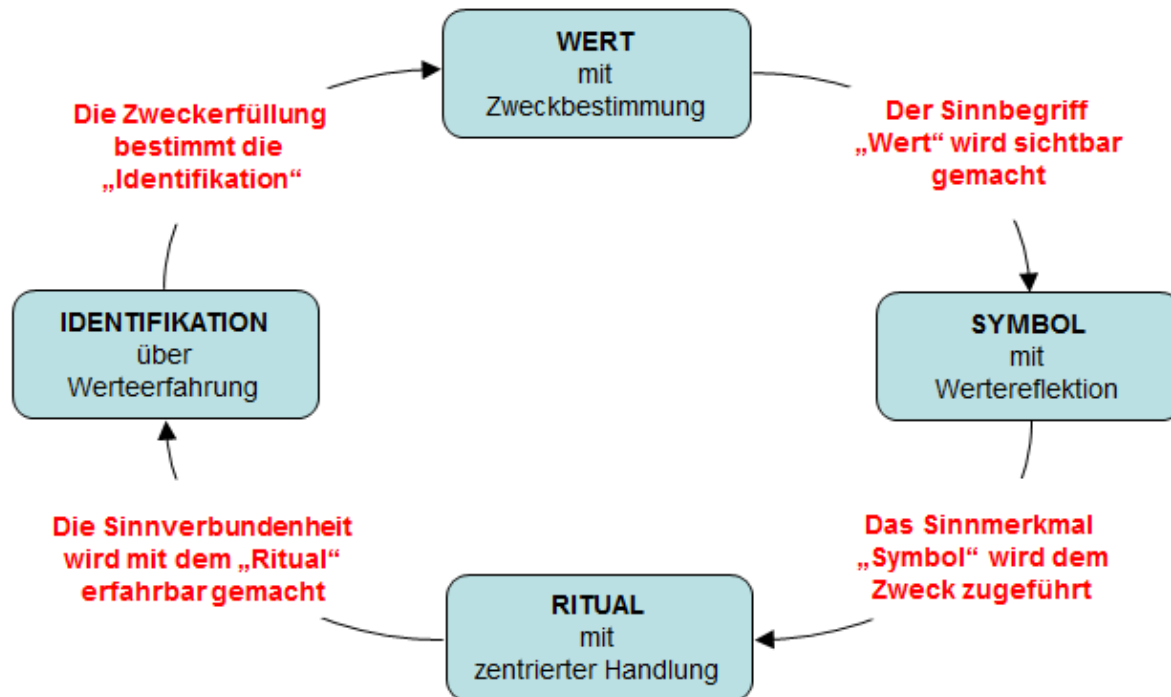 WERT
mit
Zweckbestimmung
Der Sinnbegriff
„Wert“ wird sichtbar
gemacht
SYMBOL
mit
Wertereflektion
Das Sinnmerkmal
„Symbol“ wird dem
Zweck zugeführt
RITUAL
mit
zentrierter Handlung
Die Sinnverbundenheit
wird mit dem „Ritual“
erfahrbar gemacht
IDENTIFIKATION
über
Werteerfahrung
Die Zweckerfüllung
bestimmt die
„Identifikation“